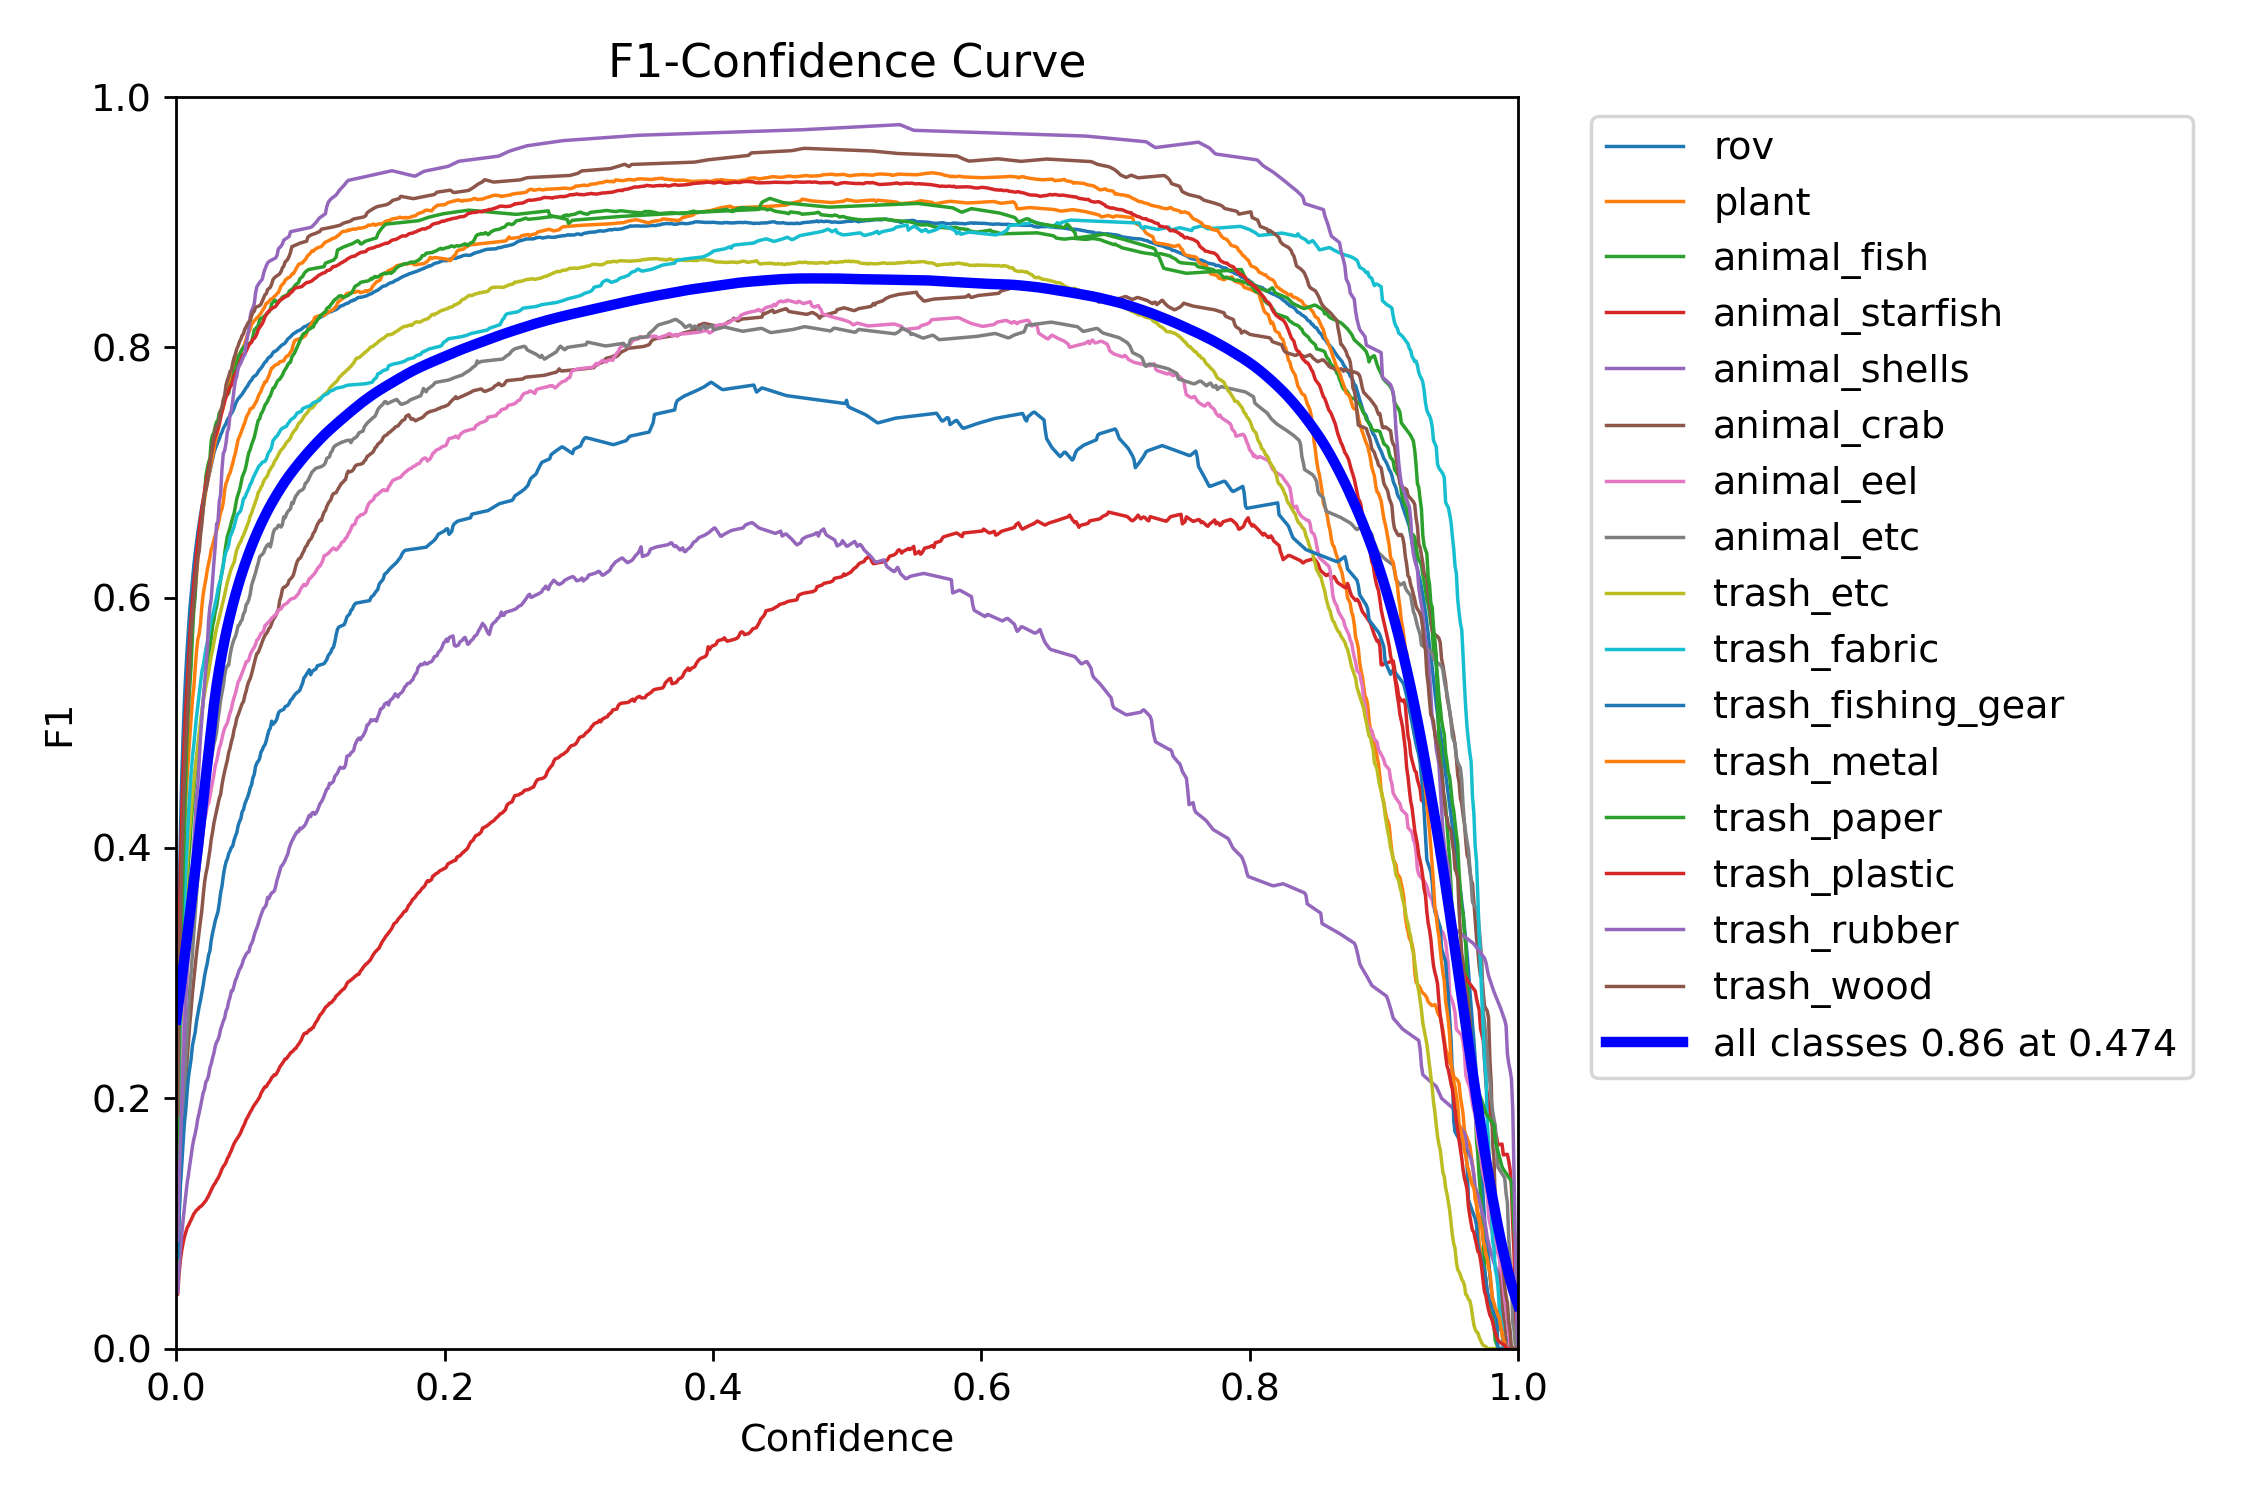 F1-Confidence Curve
1.0
0.8
0.6
0.4
0.2
0.0
F1
0.0 0.2 0.4 0.6 0.8 1.0
Confidence
rov
plant
animal_fish
animal_starfish
animal_shells
animal_crab
animal_eel
animal_etc
trash_etc
trash_fabric
trash_fishing_gear
trash_metal
trash_paper
trash_plastic
trash_rubber
trash_wood
all classes 0.86 at 0.474